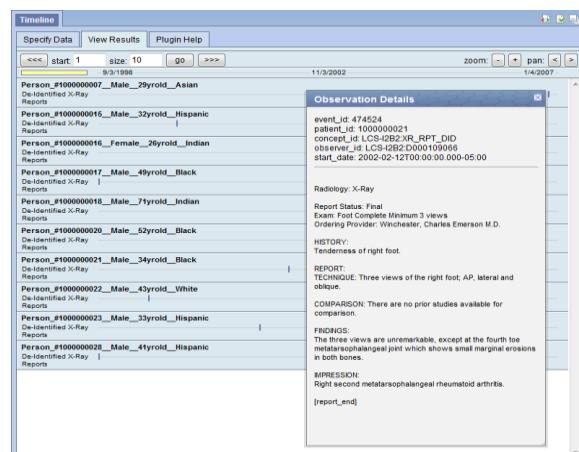 Timeline
Specify Data View Results Plugin Help
<<< start: 1 size: 10 go >>> zoom: - + pan: < >
9/3/1998 11/3/2002 1/4/2007
Person_#1000000007__Male__29yrold__Asian
De-Identified X-Ray
Reports
Person_#1000000015__Male__32yrold__Hispanic
De-Identified X-Ray
Reports
Person_#1000000016__Female__26yrold__Indian
De-Identified X-Ray
Reports
Person_#1000000017__Male__49yrold__Black
De-Identified X-Ray
Reports
Person_#1000000018__Male__71yrold__Indian
De-Identified X-Ray
Reports
Person_#1000000020__Male__52yrold__Black
De-Identified X-Ray
Reports
Person_#1000000021__Male__34yrold__Black
De-Identified X-Ray
Reports
Person_#1000000022__Male__43yrold__White
De-Identified X-Ray
Reports
Person_#1000000023__Male__33yrold__Hispanic
De-Identified X-Ray
Reports
Person_#1000000028__Male__41yrold__Hispanic
De-Identified X-Ray
Reports
Observation Details
event_id: 474524
patient_id: 1000000021
concept_id: LCS-I2B2:XR_RPT_DID
observer_id: LCS-I2B2:D000109066
start_date: 2002-02-12T00:00:00.000-05:00
Radiology: X-Ray
Report Status: Final
Exam: Foot Complete Minimum 3 views
Ordering Provider: Winchester, Charles Emerson M.D.
HISTORY:
Tenderness of right foot.
REPORT:
TECHNIQUE: Three views of the right foot; AP, lateral and
oblique.
COMPARISON: There are no prior studies available for
comparison.
FINDINGS:
The three views are unremarkable, except at the fourth toe
metatarsophalangeal joint which shows small marginal erosions
in both bones.
IMPRESSION:
Right second metatarsophalangeal rheumatoid arthritis.
[report_end]